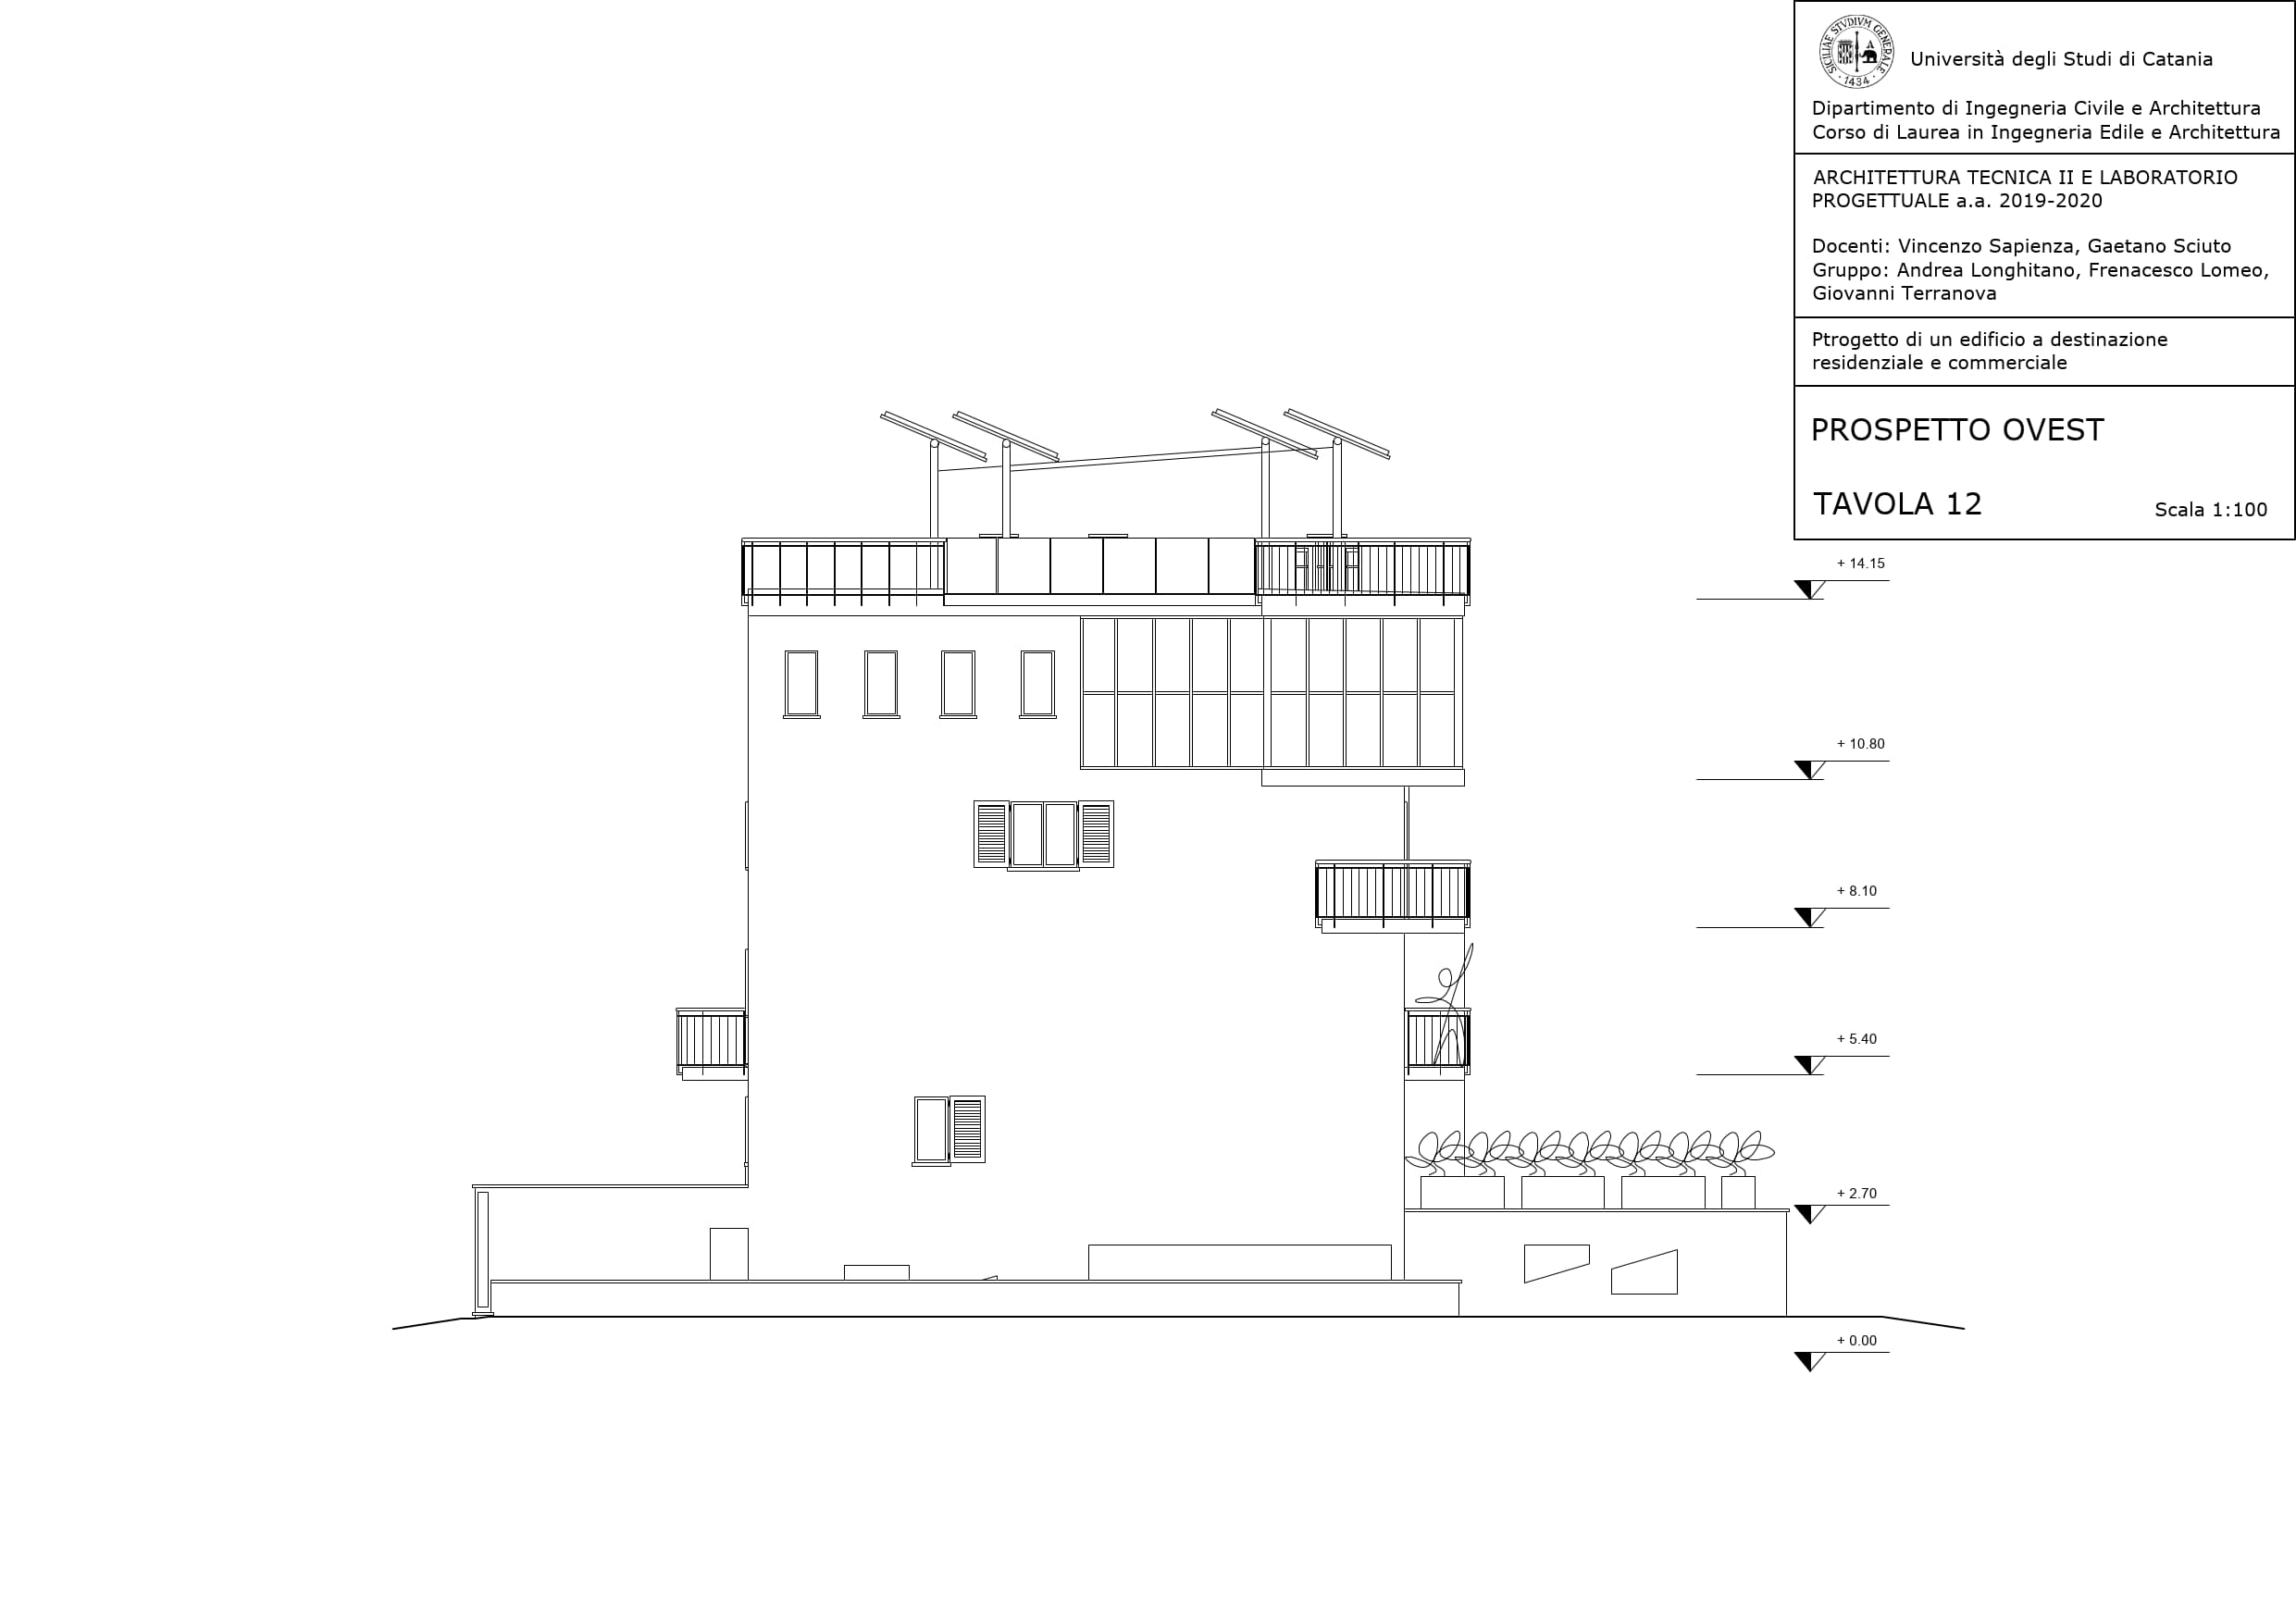 SICILIAE STVDIVM GENERALE
A
· 1434 ·
Università degli Studi di Catania
Dipartimento di Ingegneria Civile e Architettura
Corso di Laurea in Ingegneria Edile e Architettura
ARCHITETTURA TECNICA II E LABORATORIO
PROGETTUALE a.a. 2019-2020
Docenti: Vincenzo Sapienza, Gaetano Sciuto
Gruppo: Andrea Longhitano, Frenacesco Lomeo,
Giovanni Terranova
Ptrogetto di un edificio a destinazione
residenziale e commerciale
PROSPETTO OVEST
TAVOLA 12
Scala 1:100
+ 14.15
+ 10.80
+ 8.10
+ 5.40
+ 2.70
+ 0.00